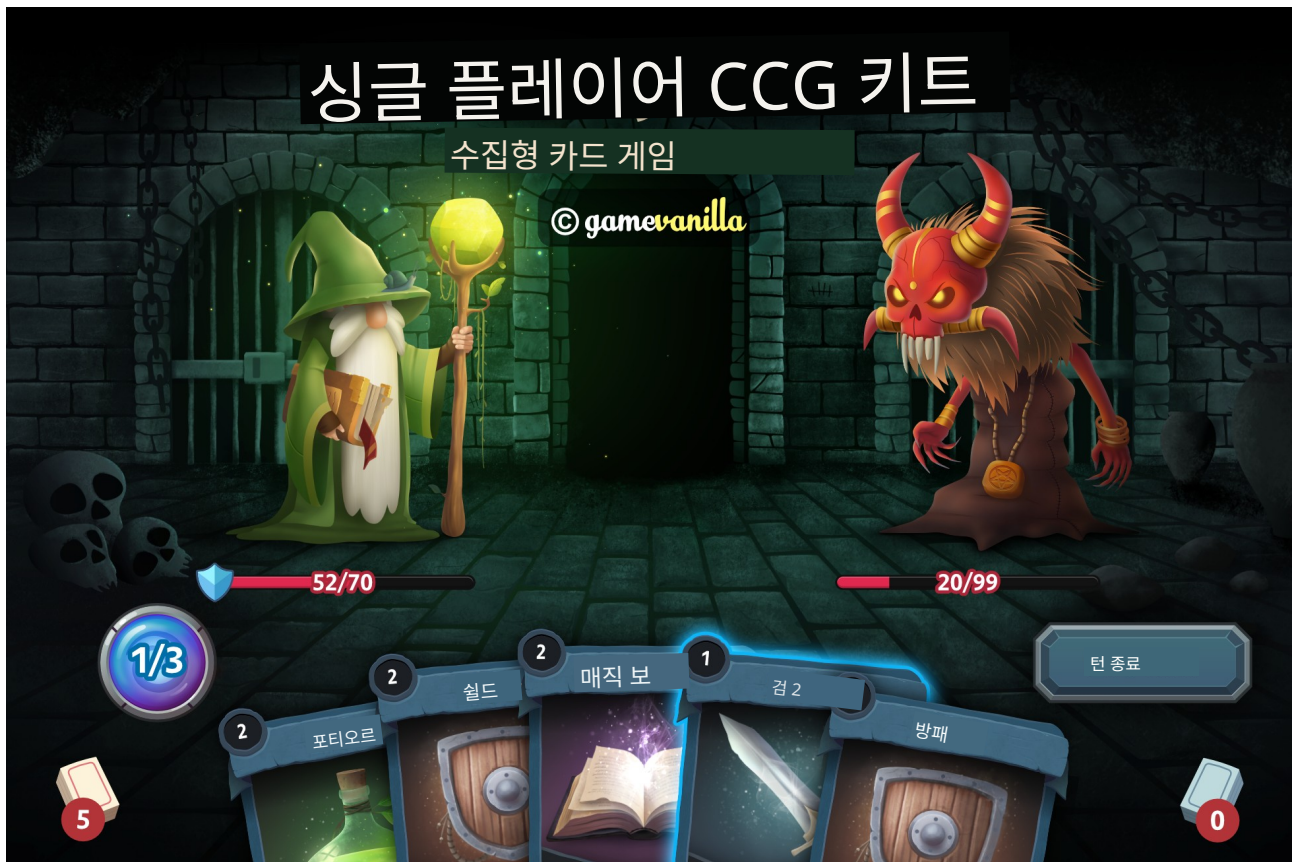 싱글 플레이어 CCG 키트
수집형 카드 게임
© gamevanilla
52/70
20/99
1/3
턴 종료
2
포티오르
2
쉴드
2
매직 보
1
검 2
방패
5
0